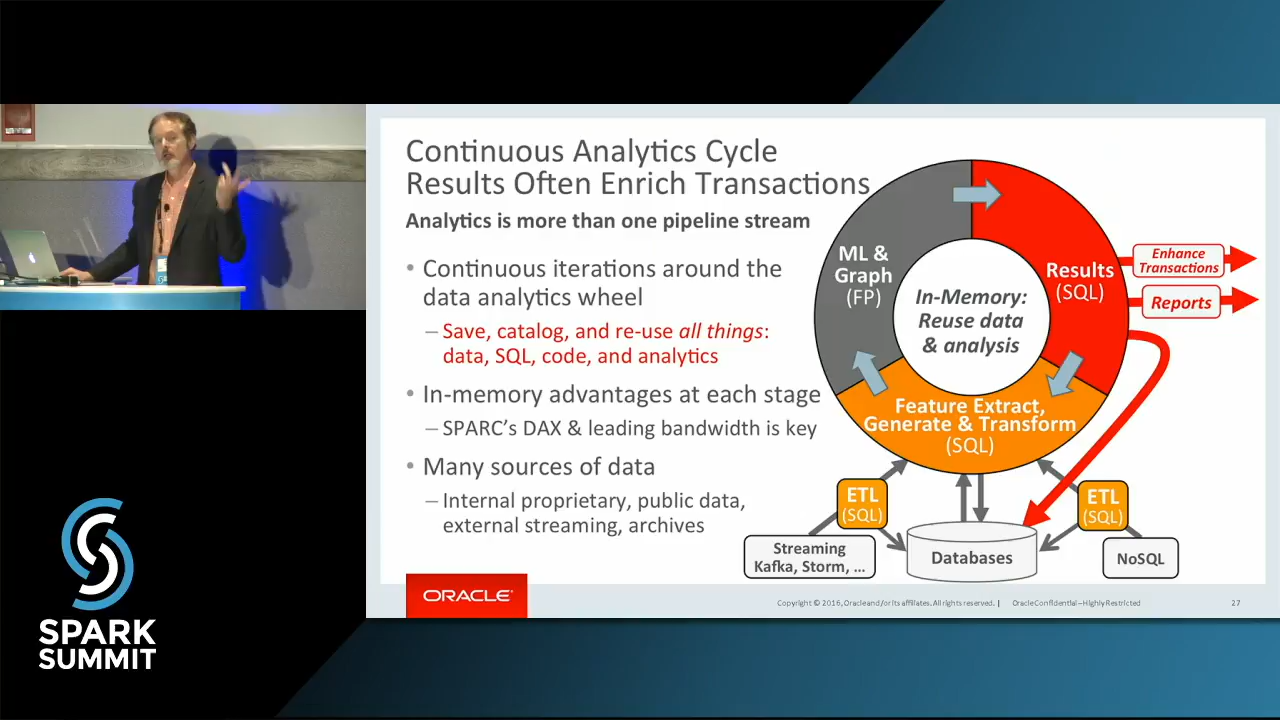 Continuous Analytics Cycle
Results Often Enrich Transactions
Analytics is more than one pipeline stream
• Continuous iterations around the
data analytics wheel
– Save, catalog, and re-use all things:
data, SQL, code, and analytics
• In-memory advantages at each stage
– SPARC's DAX & leading bandwidth is key
• Many sources of data
– Internal proprietary, public data,
external streaming, archives
ML &
Graph
(FP)
Results
(SQL)
In-Memory:
Reuse data
& analysis
Feature Extract,
Generate & Transform
(SQL)
Enhance
Transactions
Reports
ETL
(SQL)
ETL
(SQL)
Streaming
Kafka, Storm, ...
Databases
NoSQL
ORACLE
Copyright © 2016, Oracle and/or its affiliates. All rights reserved. |
Oracle Confidential – Highly Restricted
27
SPARK
SUMMIT